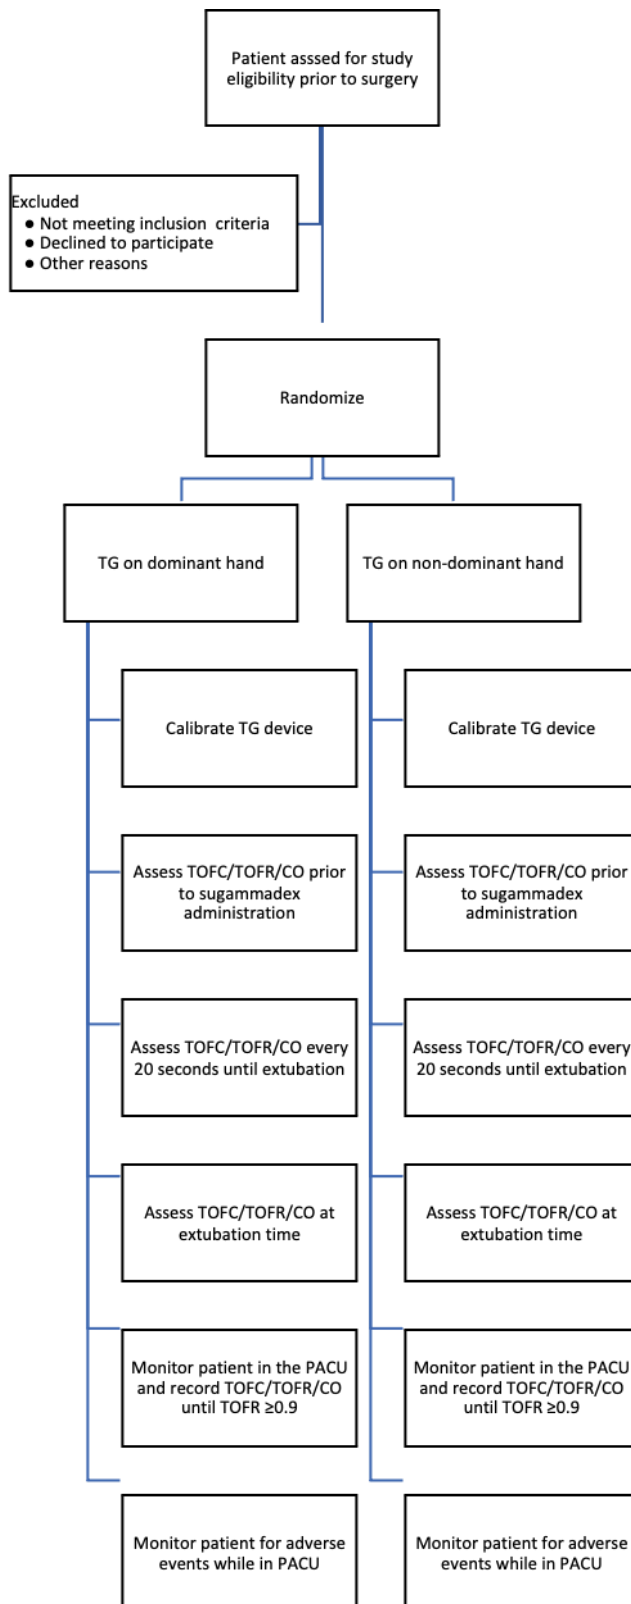 Patient assed for study
eligibility prior to surgery
Excluded
● Not meeting inclusion criteria
● Declined to participate
● Other reasons
Randomize
TG on dominant hand
TG on non-dominant hand
Calibrate TG device
Calibrate TG device
Assess TOFC/TOFR/CO prior
to sugammadex
administration
Assess TOFC/TOFR/CO prior
to sugammadex
administration
Assess TOFC/TOFR/CO every
20 seconds until extubation
Assess TOFC/TOFR/CO every
20 seconds until extubation
Assess TOFC/TOFR/CO at
extubation time
Assess TOFC/TOFR/CO at
extubation time
Monitor patient in the PACU
and record TOFC/TOFR/CO
until TOFR ≥0.9
Monitor patient in the PACU
and record TOFC/TOFR/CO
until TOFR ≥0.9
Monitor patient for adverse
events while in PACU
Monitor patient for adverse
events while in PACU